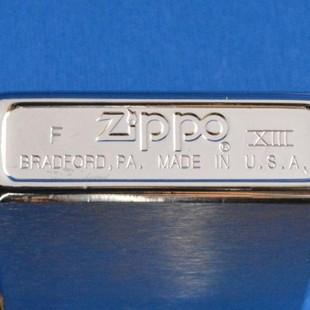 F Zippo ® XIII
BRADFORD, PA. MADE IN U.S.A.